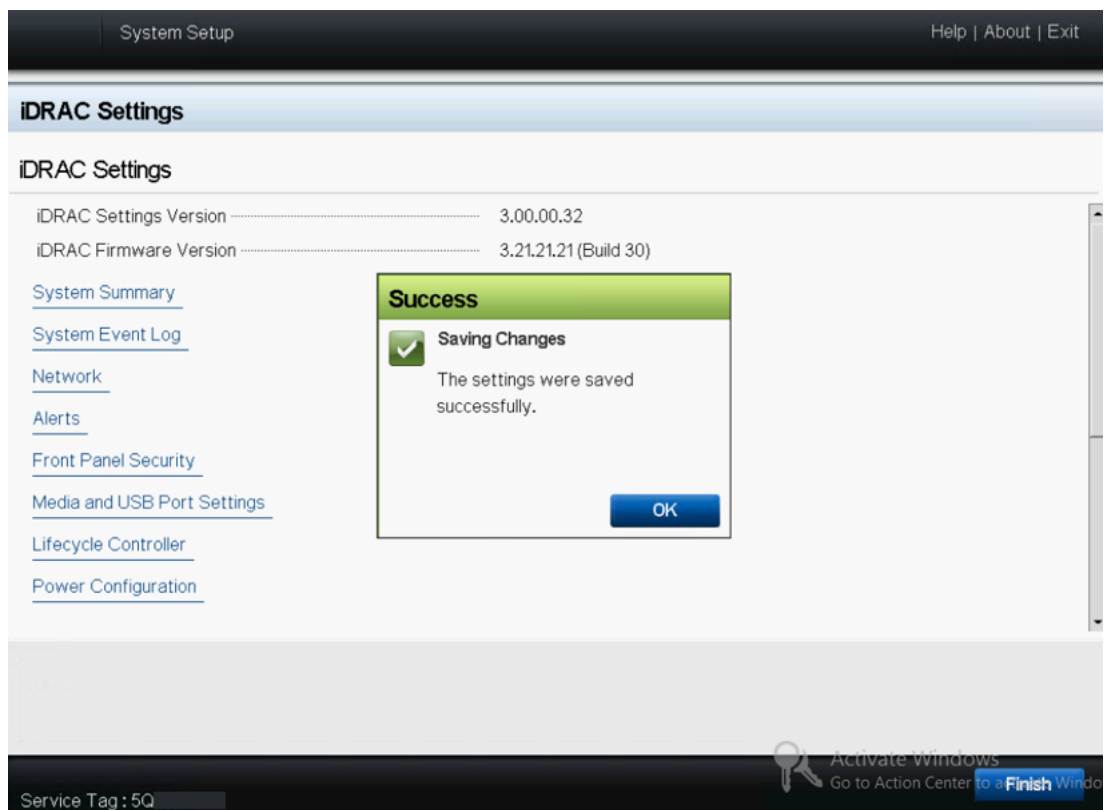 System Setup
Help | About | Exit
iDRAC Settings
iDRAC Settings
iDRAC Settings Version 3.00.00.32
iDRAC Firmware Version 3.21.21.21 (Build 30)
System Summary
System Event Log
Network
Alerts
Front Panel Security
Media and USB Port Settings
Lifecycle Controller
Power Configuration
Success
Saving Changes
The settings were saved
successfully.
OK
Activate Windows
Go to Action Center to a
Finish
Service Tag : 5Q